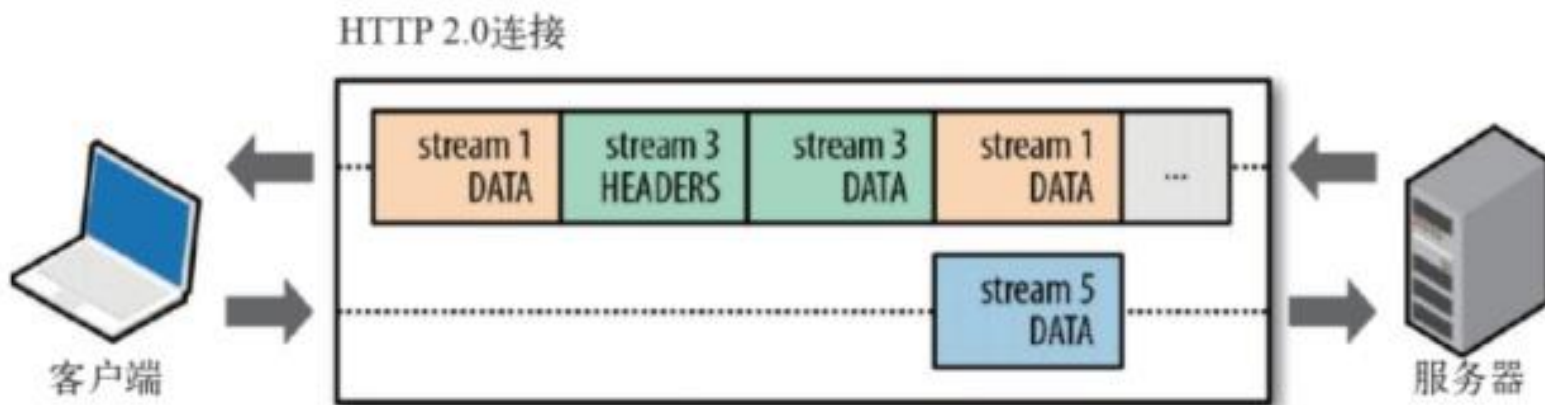 HTTP 2.0连接
stream 1
DATA
stream 3
HEADERS
stream 3
DATA
stream 1
DATA
...
stream 5
DATA
客户端
服务器